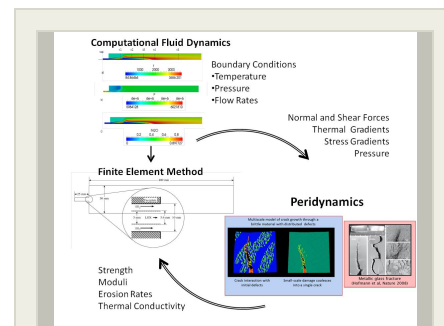 Computational Fluid Dynamics
Boundary Conditions
•Temperature
•Pressure
•Flow Rates
Normal and Shear Forces
Thermal Gradients
Stress Gradients
Pressure
Finite Element Method
Peridynamics
Multiscale model of crack growth through a
brittle material with distributed defects
Crack interaction with
initial defects
Small-scale damage coalesces
into a single crack
Metallic glass fracture
(Hofmann et al, Nature 2008)
Strength
Moduli
Erosion Rates
Thermal Conductivity